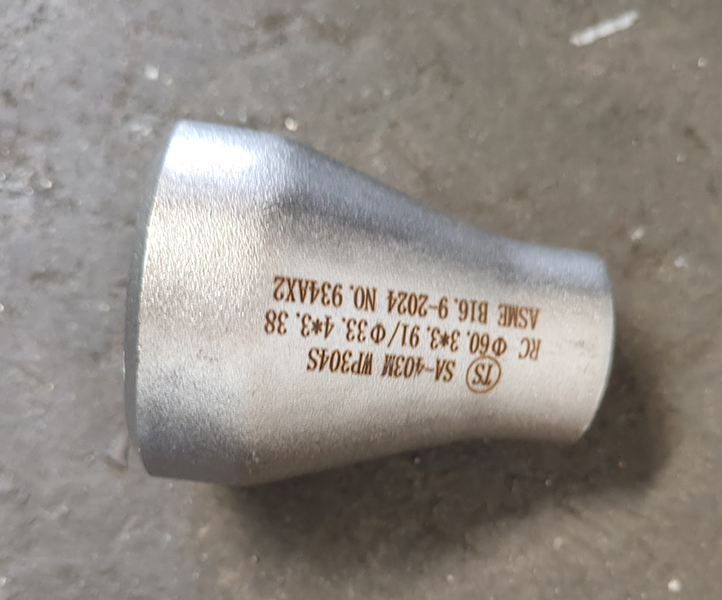 TS SA-403M WP304S
RC Φ60.3*3.91/Φ33.4*3.38
ASME B16.9-2024 NO.934AX2